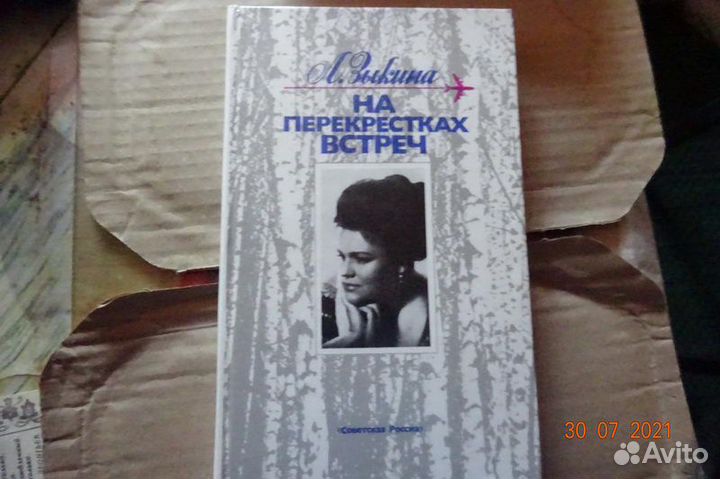 Л. Зыкина
НА
ПЕРЕКРЕСТКАХ
ВСТРЕЧ
«Советская Россия»
30 07 2021
Avito